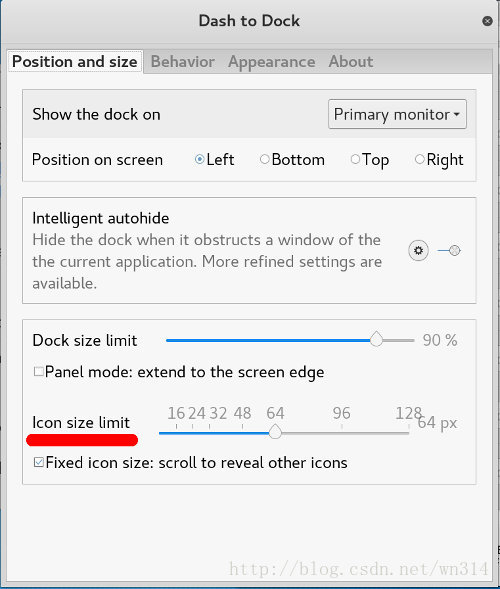 Dash to Dock
Position and size Behavior Appearance About
Show the dock on Primary monitor
Position on screen Left Bottom Top Right
Intelligent autohide
Hide the dock when it obstructs a window of the
the current application. More refined settings are
available.
Dock size limit 90 %
Panel mode: extend to the screen edge
16 24 32 48 64 96 128
Icon size limit 64 px
Fixed icon size: scroll to reveal other icons
http://blog.csdn.net/wn314